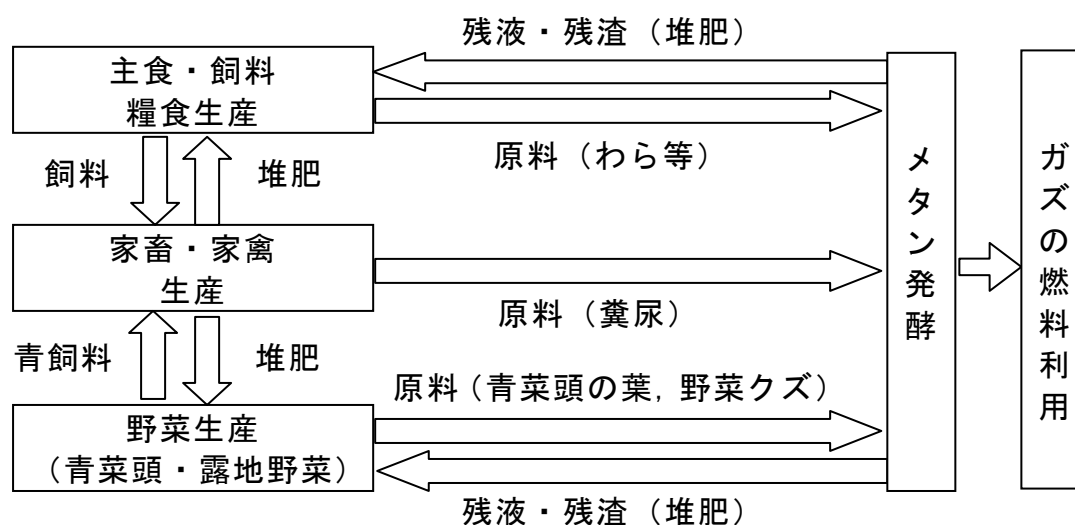 残液・残渣（堆肥）
主食・飼料
糧食生産
原料（わら等）
飼料
堆肥
家畜・家禽
生産
原料（糞尿）
青飼料
堆肥
原料（青菜頭の葉，野菜クズ）
野菜生産
（青菜頭・露地野菜）
残液・残渣（堆肥）
メタン発酵
ガズの燃料利用